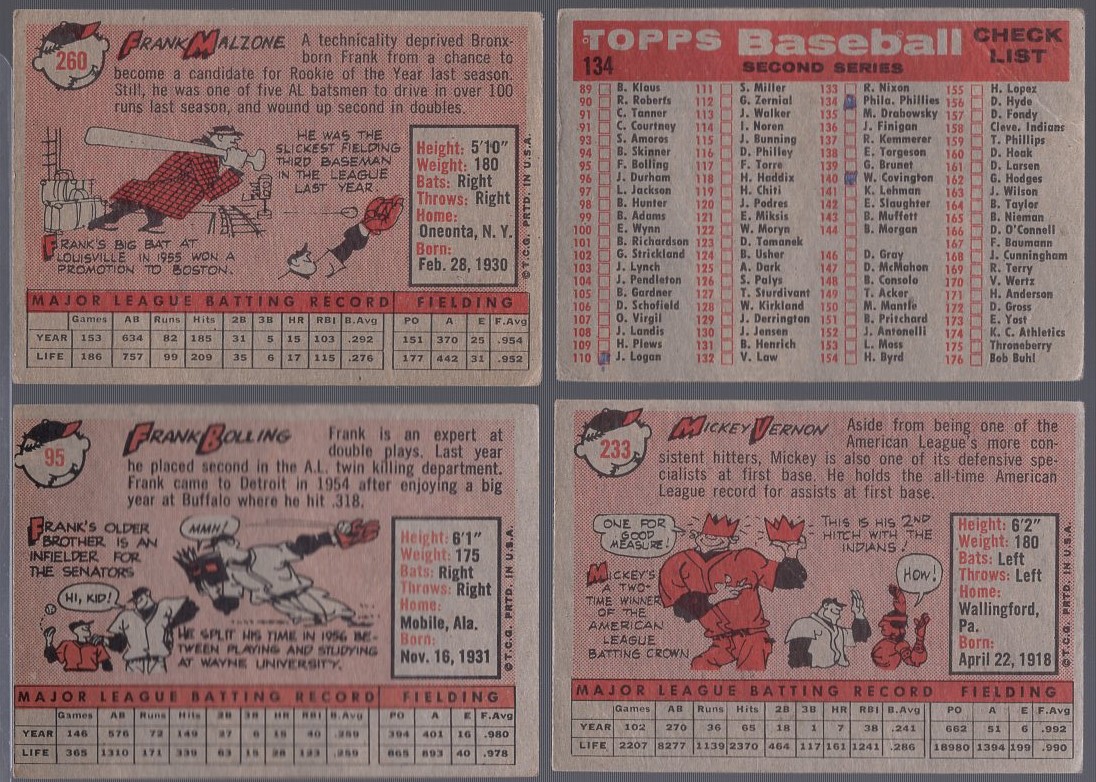 260
FRANK MALZONE
A technicality deprived Bronx-
born Frank from a chance to
become a candidate for Rookie of the Year last season.
Still, he was one of five AL batsmen to drive in over 100
runs last season, and wound up second in doubles.
HE WAS THE
SLICKEST FIELDING
THIRD BASEMAN
IN THE LEAGUE
LAST YEAR.
FRANK'S BIG BAT AT
LOUISVILLE IN 1955 WON A
PROMOTION TO BOSTON.
Height: 5'10"
Weight: 180
Bats: Right
Throws: Right
Home:
Oneonta, N. Y.
Born:
Feb. 28, 1930
© T.C.G. PRTD. IN U.S.A.
MAJOR LEAGUE BATTING RECORD FIELDING
Games AB Runs Hits 2B 3B HR RBI B.Avg PO A E F.Avg
YEAR 153 634 82 185 31 5 15 103 .292 151 370 25 .954
LIFE 186 757 99 209 35 6 17 115 .276 177 442 31 .952
TOPPS Baseball CHECK
LIST
134 SECOND SERIES
89 B. Klaus 111 S. Miller 133 R. Nixon 155 H. Lopez
90 R. Roberts 112 G. Zernial 134 Phila. Phillies 156 D. Hyde
91 C. Tanner 113 J. Walker 135 M. Drabowsky 157 D. Fondy
91 C. Courtney 114 I. Noren 136 J. Finigan 158 Cleve. Indians
93 S. Amoros 115 J. Bunning 137 R. Kemmerer 159 T. Phillips
94 B. Skinner 116 D. Philley 138 E. Torgeson 160 D. Hoak
95 F. Bolling 117 F. Torre 139 G. Brunet 161 D. Larsen
96 J. Durham 118 H. Haddix 140 W. Covington 162 G. Hodges
97 L. Jackson 119 H. Chiti 141 K. Lehman 163 J. Wilson
98 B. Hunter 120 J. Podres 142 E. Slaughter 164 B. Taylor
99 B. Adams 121 E. Miksis 143 B. Muffett 165 B. Nieman
100 E. Wynn 122 W. Moryn 144 B. Morgan 166 D. O'Connell
101 B. Richardson 123 D. Tomanek 167 F. Baumann
102 G. Strickland 124 B. Usher 146 D. Gray 168 J. Cunningham
103 J. Lynch 125 A. Dark 147 D. McMahon 169 R. Terry
104 J. Pendleton 126 S. Palys 148 B. Consolo 170 V. Wertz
105 B. Gardner 127 T. Sturdivant 149 T. Acker 171 H. Anderson
106 D. Schofield 128 W. Kirkland 150 M. Mantle 172 D. Gross
107 O. Virgil 129 J. Derrington 151 B. Pritchard 173 E. Yost
108 J. Landis 130 J. Jensen 152 J. Antonelli 174 K. C. Athletics
109 H. Plews 131 B. Henrich 153 L. Moss 175 Throneberry
110 J. Logan 132 V. Law 154 H. Byrd 176 Bob Buhl
95
FRANK BOLLING
Frank is an expert at
double plays. Last year
he placed second in the A.L. twin killing department.
Frank came to Detroit in 1954 after enjoying a big
year at Buffalo where he hit .318.
FRANK'S OLDER
BROTHER IS AN
INFIELDER FOR
THE SENATORS
MMH!
HI, KID!
HE SPLIT HIS TIME IN 1956 BE-
TWEEN PLAYING AND STUDYING
AT WAYNE UNIVERSITY.
Height: 6'1"
Weight: 175
Bats: Right
Throws: Right
Home:
Mobile, Ala.
Born:
Nov. 16, 1931
© T.C.G. PRTD. IN U.S.A.
MAJOR LEAGUE BATTING RECORD FIELDING
Games AB Runs Hits 2B 3B HR RBI B.Avg PO A E F.Avg
YEAR 146 576 72 149 27 15 40 394 401 16 .980
LIFE 365 1310 171 339 63 15 28 123 .259 865 893 40 .978
233
MICKEY VERNON
Aside from being one of the
American League's more con
sistent hitters, Mickey is also one of its defensive spe-
cialists at first base. He holds the all-time American
League record for assists at first base.
ONE FOR
GOOD
MEASURE!
THIS IS HIS 2ND
HITCH WITH THE
INDIANS!
HOW!
MICKEY'S
A TWO-
TIME WINNER
OF THE
AMERICAN
LEAGUE
BATTING CROWN
Height: 6'2"
Weight: 180
Bats: Left
Throws: Left
Home:
Wallingford,
Pa.
Born:
April 22, 1918
© T.C.G. PRTD. IN U.S.A.
MAJOR LEAGUE BATTING RECORD FIELDING
Games AB Runs Hits 2B 3B HR RBI B.Avg PO A E F.Avg
YEAR 102 270 36 65 18 1 7 38 .241 662 51 6 .992
LIFE 2207 8277 1139 2370 464 117 161 1241 .286 18980 1394 199 .990